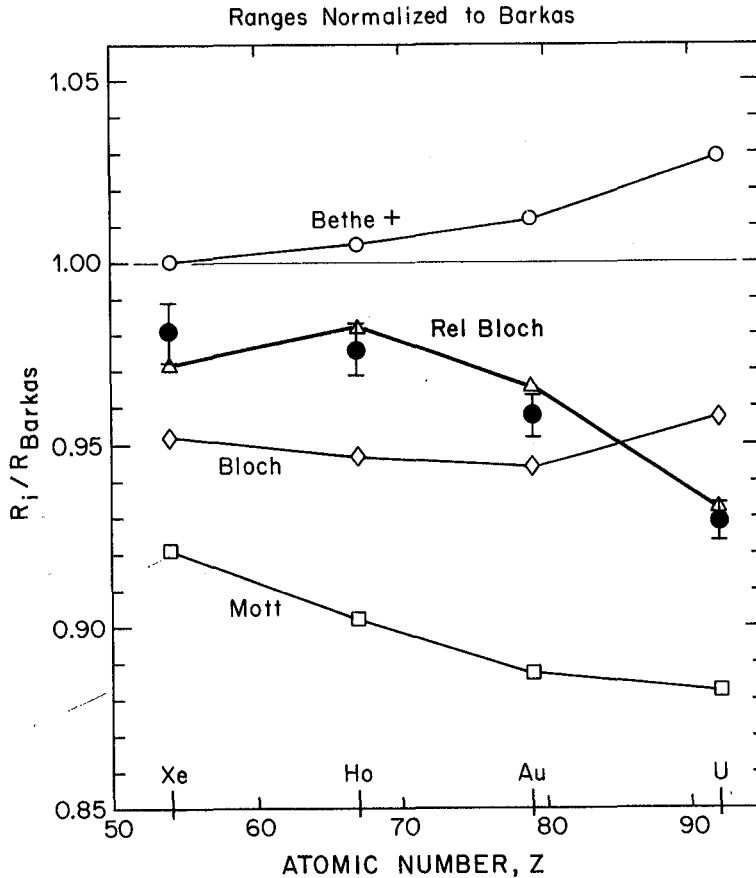 Ranges Normalized to Barkas
1.05
Bethe +
1.00
Rel Bloch
0.95
Bloch
0.90
Mott
Xe Ho Au U
0.85
50 60 70 80 90
ATOMIC NUMBER, Z
R_i/R_Barkas